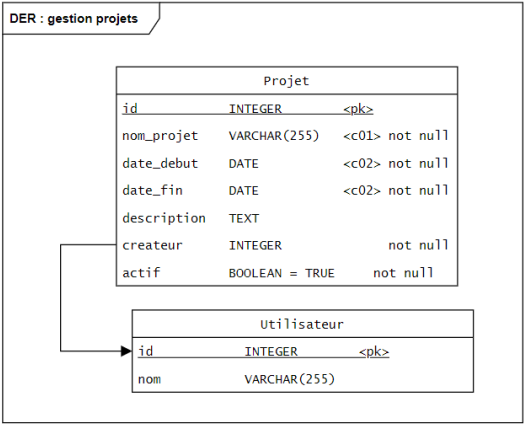 DER : gestion projets
Projet
id INTEGER <pk>
nom_projet VARCHAR(255) <c01> not null
date_debut DATE <c02> not null
date_fin DATE <c02> not null
description TEXT
createur INTEGER not null
actif BOOLEAN = TRUE not null
Utilisateur
id INTEGER <pk>
nom VARCHAR(255)